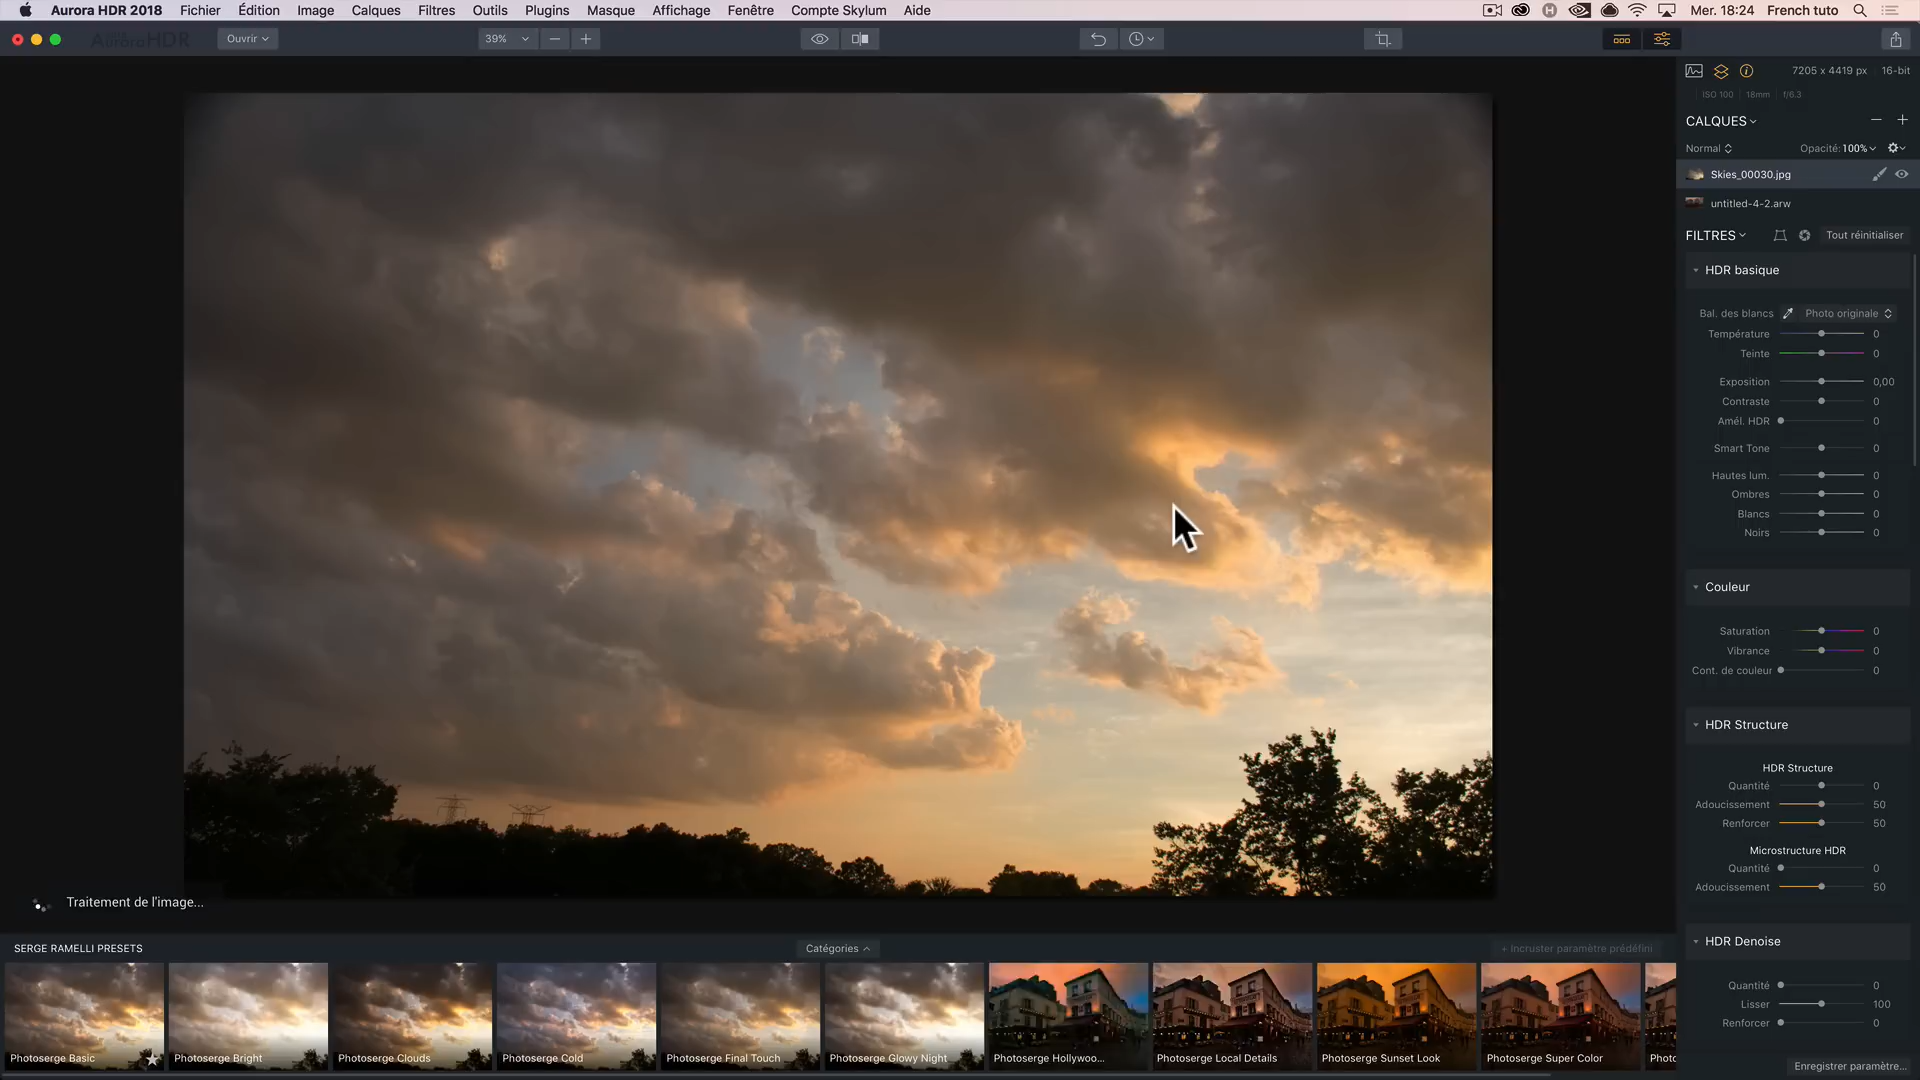 Aurora HDR 2018 Fichier Édition Image Calques Filtres Outils Plugins Masque Affichage Fenêtre Compte Skylum Aide Mer. 18:24 French tuto
AuroraHDR Ouvrir 39%
7205 x 4419 px 16-bit
ISO 100 18mm f/6.3
CALQUES
Normal Opacité: 100%
Skies_00030.jpg
untitled-4-2.arw
FILTRES Tout réinitialiser
HDR basique
Bal. des blancs Photo originale
Température 0
Teinte 0
Exposition 0,00
Contraste 0
Amél. HDR 0
Smart Tone 0
Hautes lum. 0
Ombres 0
Blancs 0
Noirs 0
Couleur
Saturation 0
Vibrance 0
Cont. de couleur 0
HDR Structure
HDR Structure
Quantité 0
Adoucissement 50
Renforcer 50
Microstructure HDR
Quantité 0
Adoucissement 50
HDR Denoise
Quantité 0
Lisser 100
Renforcer 0
Enregistrer paramètre...
Traitement de l'image...
SERGE RAMELLI PRESETS Catégories + Incruster paramètre prédéfini
Photoserge Basic Photoserge Bright Photoserge Clouds Photoserge Cold Photoserge Final Touch Photoserge Glowy Night Photoserge Hollywoo... Photoserge Local Details Photoserge Sunset Look Photoserge Super Color Photo